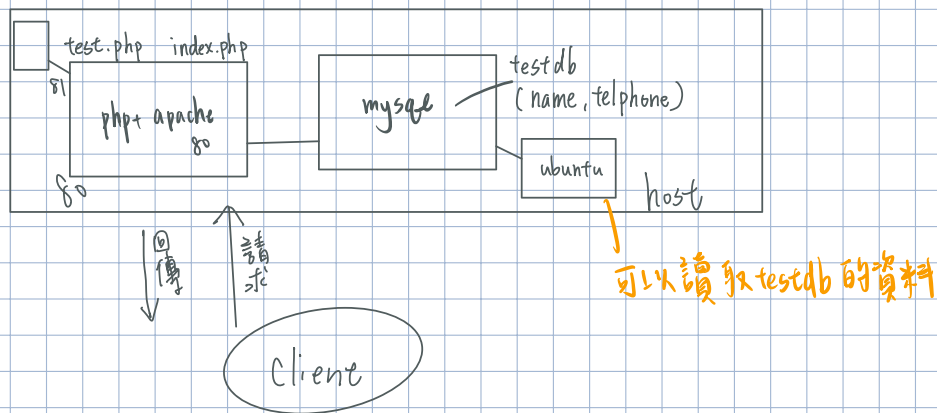 test.php index.php
81
php+ apache
80
80
mysql
testdb
(name, telphone)
ubuntu
host
可以讀取testdb的資料
回傳
請求
Client